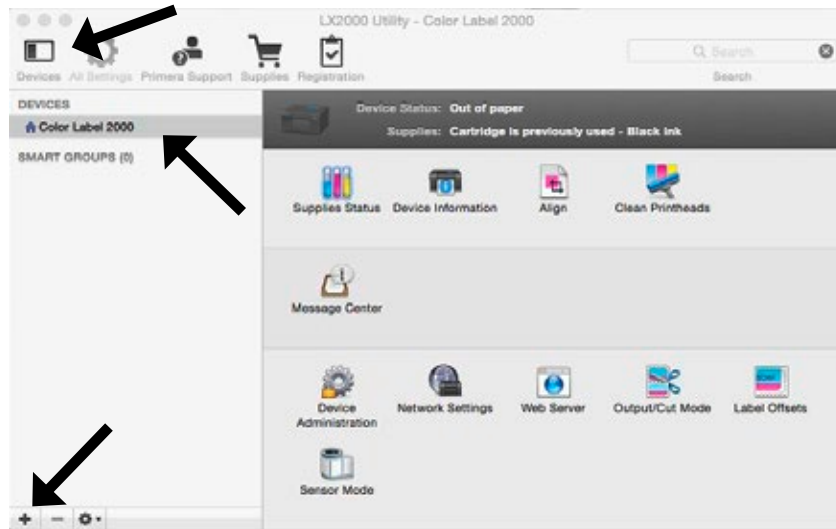 LX2000 Utility - Color Label 2000
Devices All Settings Primera Support Supplies Registration
Search
Search
DEVICES
Color Label 2000
SMART GROUPS (0)
Device Status: Out of paper
Supplies: Cartridge is previously used - Black Ink
Supplies Status Device Information Align Clean Printheads
Message Center
Device Administration Network Settings Web Server Output/Cut Mode Label Offsets
Sensor Mode